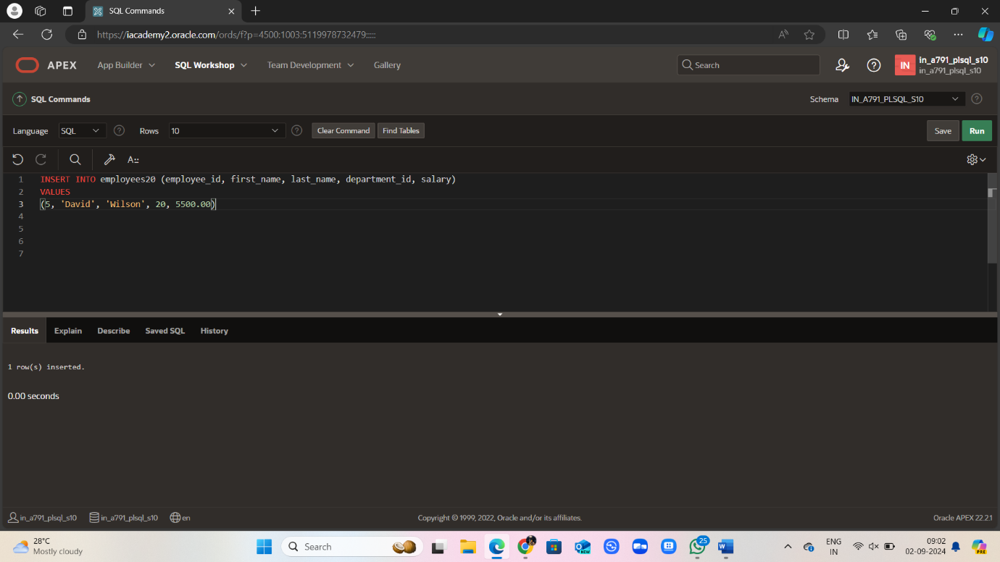 SQL Commands
https://iacademy2.oracle.com/ords/f?p=4500:1003:5119978732479:::::
APEX App Builder SQL Workshop Team Development Gallery Search IN in_a791_plsql_s10
in_a791_plsql_s10
SQL Commands Schema IN_A791_PLSQL_S10
Language SQL Rows 10 Clear Command Find Tables Save Run
A::
1 INSERT INTO employees20 (employee_id, first_name, last_name, department_id, salary)
2 VALUES
3 (5, 'David', 'Wilson', 20, 5500.00)
4
5
6
7
Results Explain Describe Saved SQL History
1 row(s) inserted.
0.00 seconds
in_a791_plsql_s10 in_a791_plsql_s10 en Copyright © 1999, 2022, Oracle and/or its affiliates. Oracle APEX 22.2.1
28°C
Mostly cloudy
Search
NEW
25
W
ENG
IN
09:02
02-09-2024
PRE